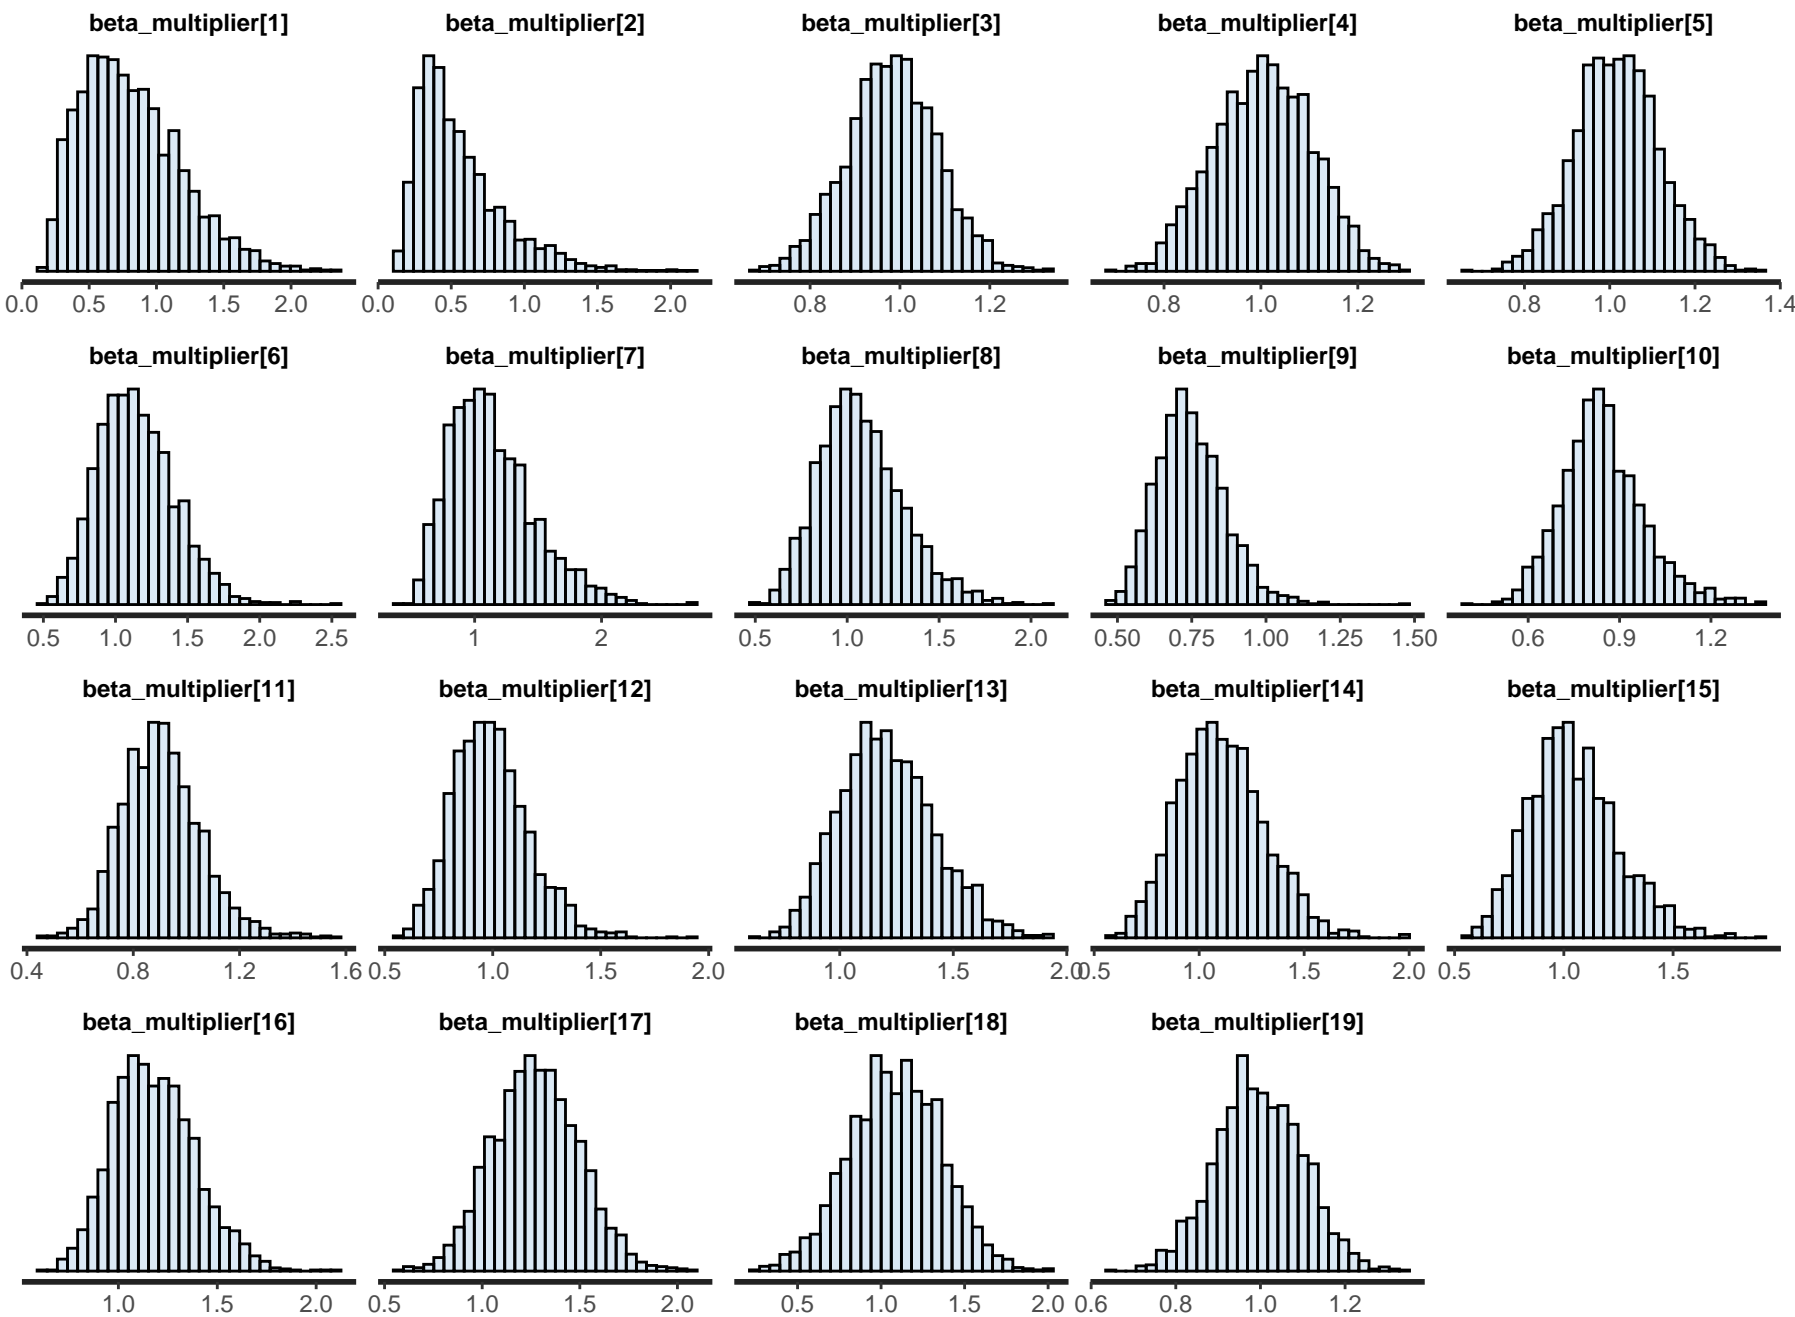 beta_multiplier[1] beta_multiplier[2] beta_multiplier[3] beta_multiplier[4] beta_multiplier[5]
0.0 0.5 1.0 1.5 2.0 0.0 0.5 1.0 1.5 2.0 0.8 1.0 1.2 0.8 1.0 1.2 0.8 1.0 1.2 1.4
beta_multiplier[6] beta_multiplier[7] beta_multiplier[8] beta_multiplier[9] beta_multiplier[10]
0.5 1.0 1.5 2.0 2.5 1 2 0.5 1.0 1.5 2.0 0.50 0.75 1.00 1.25 1.50 0.6 0.9 1.2
beta_multiplier[11] beta_multiplier[12] beta_multiplier[13] beta_multiplier[14] beta_multiplier[15]
0.4 0.8 1.2 1.6 0.5 1.0 1.5 2.0 1.0 1.5 2.0 0.5 1.0 1.5 2.0 0.5 1.0 1.5
beta_multiplier[16] beta_multiplier[17] beta_multiplier[18] beta_multiplier[19]
1.0 1.5 2.0 0.5 1.0 1.5 2.0 0.5 1.0 1.5 2.0 0.6 0.8 1.0 1.2